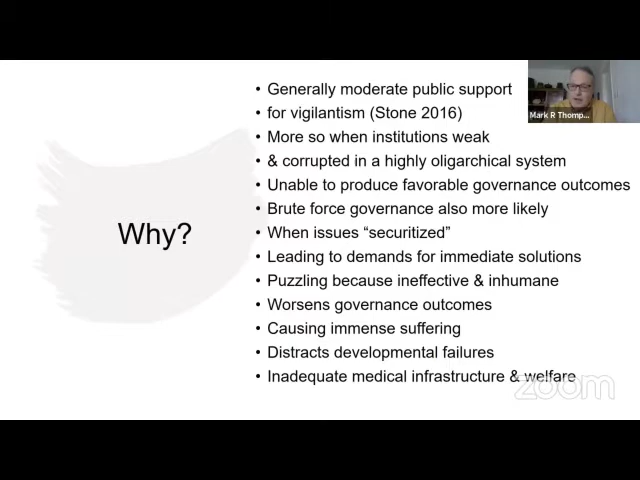 Why?
• Generally moderate public support
• for vigilantism (Stone 2016)
• More so when institutions weak
• & corrupted in a highly oligarchical system
• Unable to produce favorable governance outcomes
• Brute force governance also more likely
• When issues “securitized”
• Leading to demands for immediate solutions
• Puzzling because ineffective & inhumane
• Worsens governance outcomes
• Causing immense suffering
• Distracts developmental failures
• Inadequate medical infrastructure & welfare
Mark R Thomp...
zoom